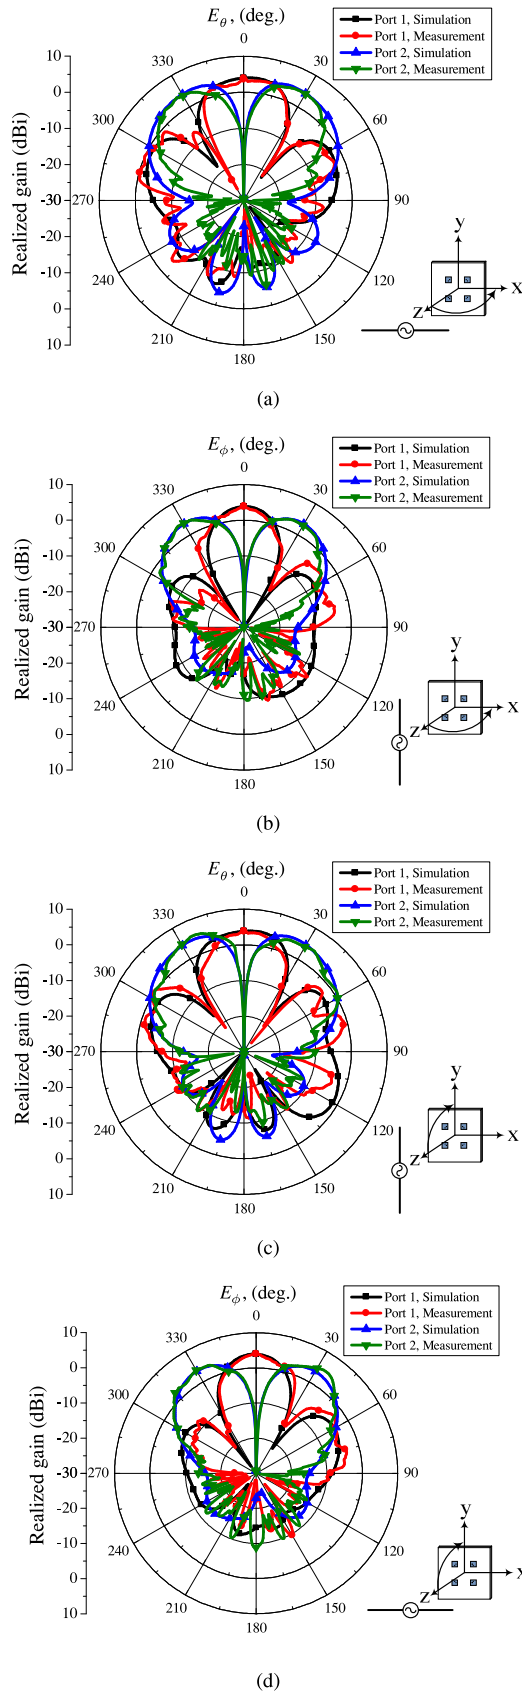 E_θ, (deg.)
Port 1, Simulation
Port 1, Measurement
Port 2, Simulation
Port 2, Measurement
Realized gain (dBi)
10
0
-10
-20
-30
-20
-10
0
10
0
30
60
90
120
150
180
210
240
270
300
330
y
x
z
(a)
E_ϕ, (deg.)
Port 1, Simulation
Port 1, Measurement
Port 2, Simulation
Port 2, Measurement
Realized gain (dBi)
10
0
-10
-20
-30
-20
-10
0
10
0
30
60
90
120
150
180
210
240
270
300
330
y
x
z
(b)
E_θ, (deg.)
Port 1, Simulation
Port 1, Measurement
Port 2, Simulation
Port 2, Measurement
Realized gain (dBi)
10
0
-10
-20
-30
-20
-10
0
10
0
30
60
90
120
150
180
210
240
270
300
330
y
x
z
(c)
E_ϕ, (deg.)
Port 1, Simulation
Port 1, Measurement
Port 2, Simulation
Port 2, Measurement
Realized gain (dBi)
10
0
-10
-20
-30
-20
-10
0
10
0
30
60
90
120
150
180
210
240
270
300
330
y
x
z
(d)